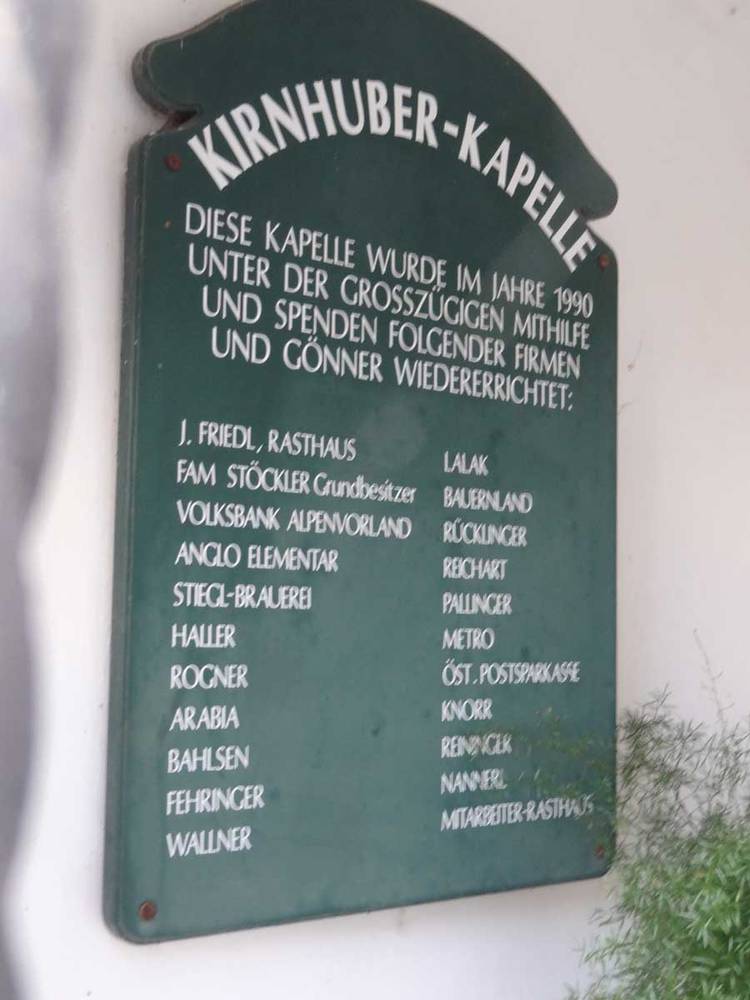 KIRNHUBER-KAPELLE
DIESE KAPELLE WURDE IM JAHRE 1990
UNTER DER GROSSZÜGIGEN MITHILFE
UND SPENDEN FOLGENDER FIRMEN
UND GÖNNER WIEDERERRICHTET:
J. FRIEDL, RASTHAUS
FAM STÖCKLER Grundbesitzer
VOLKSBANK ALPENVORLAND
ANGLO ELEMENTAR
STIEGL-BRAUEREI
HALLER
ROGNER
ARABIA
BAHLSEN
FEHRINGER
WALLNER
LALAK
BAUERNLAND
RÜCKLINGER
REICHART
PALLINGER
METRO
ÖST. POSTSPARKASSE
KNORR
REININGER
NANNERL
MITARBEITER-RASTHAUS